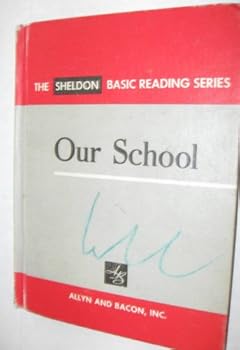 THE SHELDON BASIC READING SERIES
Our School
ALLYN AND BACON, INC.